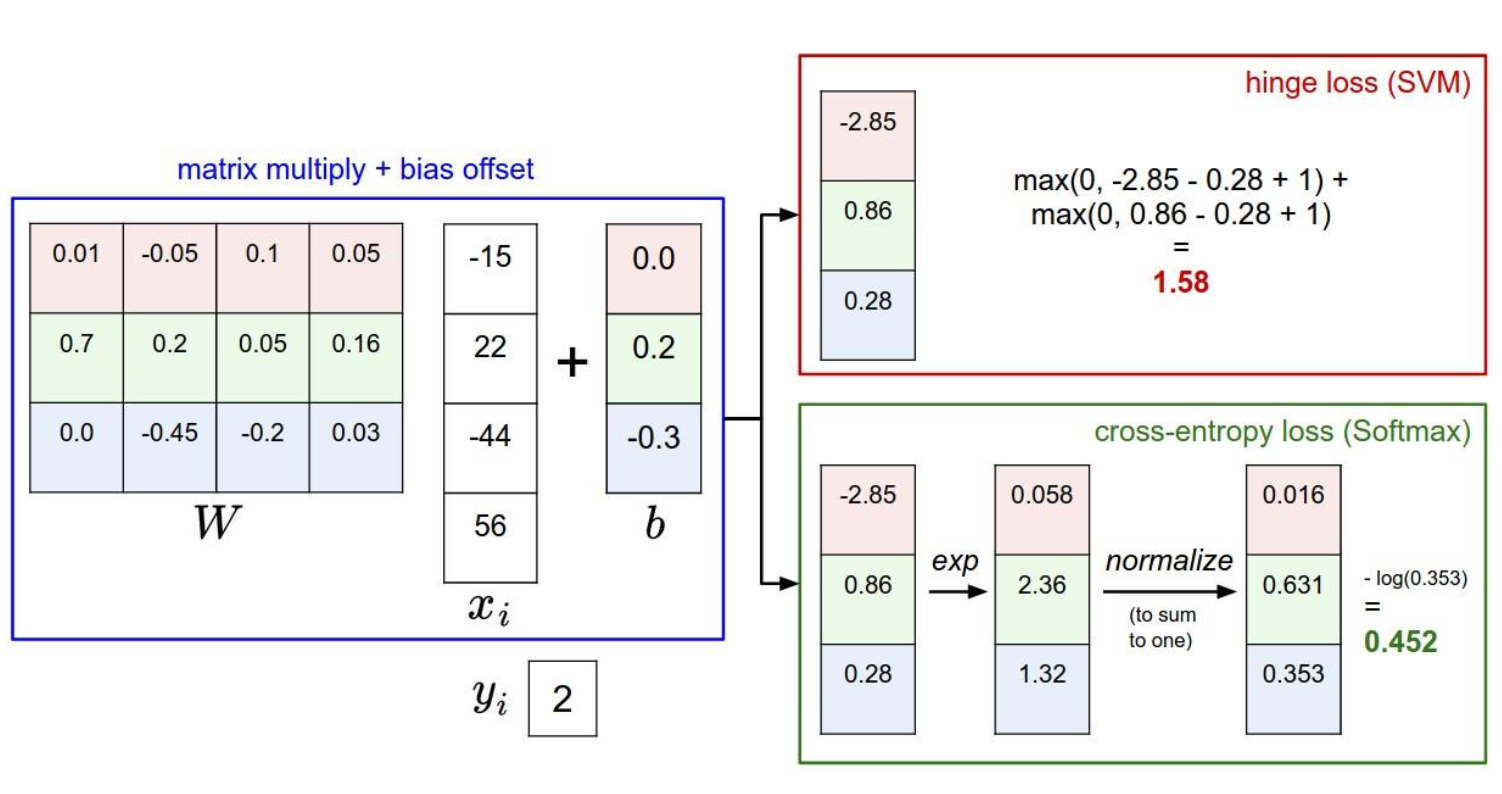 matrix multiply + bias offset
0.01 -0.05 0.1 0.05
0.7 0.2 0.05 0.16
0.0 -0.45 -0.2 0.03
W
-15
22
-44
56
x_i
+
0.0
0.2
-0.3
b
y_i 2
hinge loss (SVM)
-2.85
0.86
0.28
max(0, -2.85 - 0.28 + 1) +
max(0, 0.86 - 0.28 + 1)
=
1.58
cross-entropy loss (Softmax)
-2.85
0.86
0.28
exp
0.058
2.36
1.32
normalize
(to sum
to one)
0.016
0.631
0.353
- log(0.353)
=
0.452